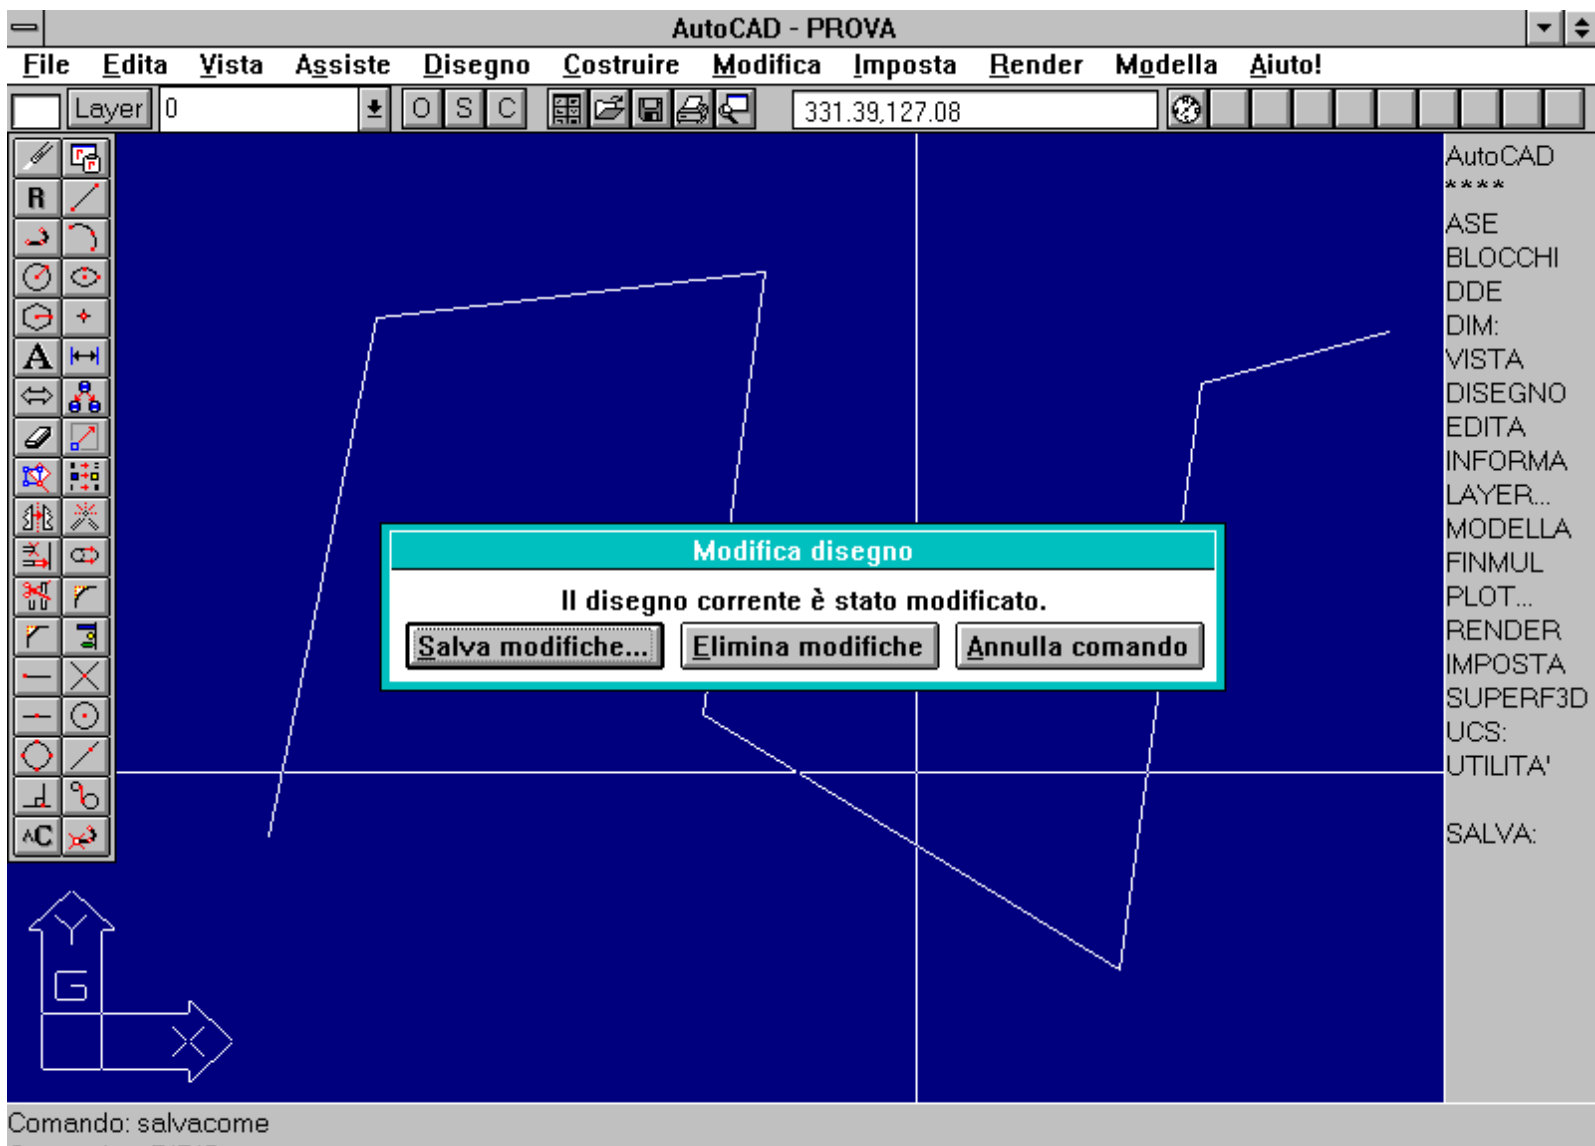 AutoCAD - PROVA
File Edita Vista Assiste Disegno Costruire Modifica Imposta Render Modella Aiuto!
Layer 0 O S C 331.39,127.08
R
A
^C
AutoCAD
****
ASE
BLOCCHI
DDE
DIM:
VISTA
DISEGNO
EDITA
INFORMA
LAYER...
MODELLA
FINMUL
PLOT...
RENDER
IMPOSTA
SUPERF3D
UCS:
UTILITA'
SALVA:
Modifica disegno
Il disegno corrente è stato modificato.
Salva modifiche... Elimina modifiche Annulla comando
Y
G
X
Comando: salvacome